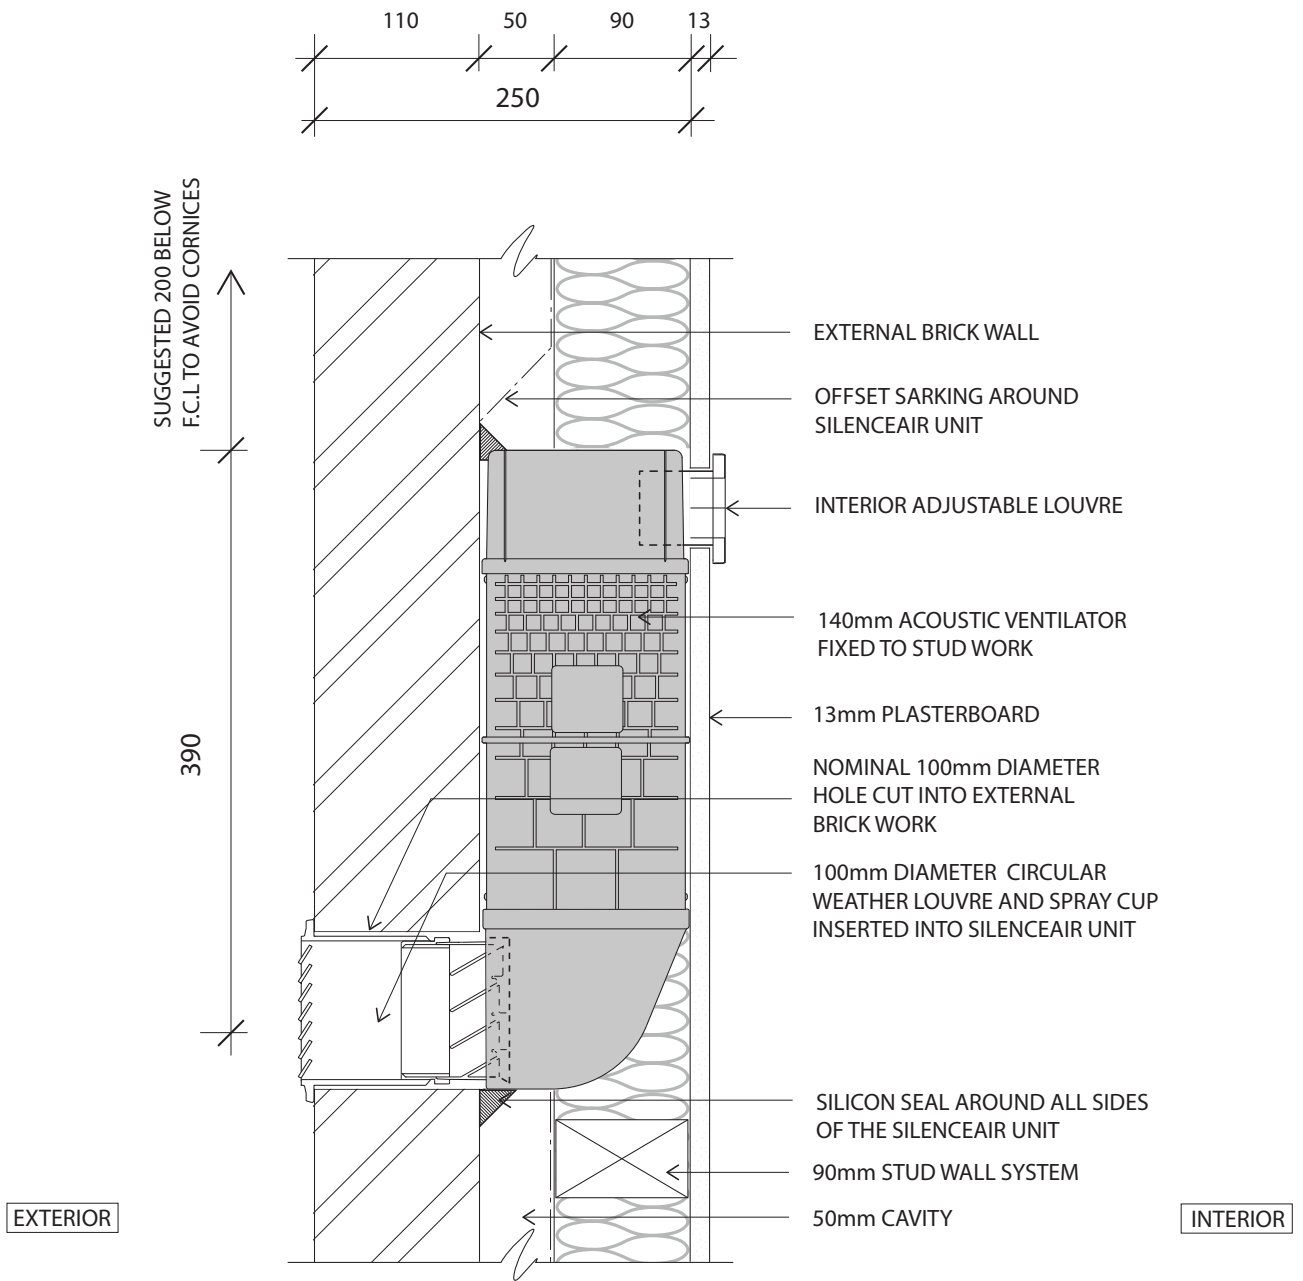 110 50 90 13
250
SUGGESTED 200 BELOW
F.C.L TO AVOID CORNICES
390
EXTERNAL BRICK WALL
OFFSET SARKING AROUND
SILENCEAIR UNIT
INTERIOR ADJUSTABLE LOUVRE
140mm ACOUSTIC VENTILATOR
FIXED TO STUD WORK
13mm PLASTERBOARD
NOMINAL 100mm DIAMETER
HOLE CUT INTO EXTERNAL
BRICK WORK
100mm DIAMETER CIRCULAR
WEATHER LOUVRE AND SPRAY CUP
INSERTED INTO SILENCEAIR UNIT
SILICON SEAL AROUND ALL SIDES
OF THE SILENCEAIR UNIT
90mm STUD WALL SYSTEM
50mm CAVITY
EXTERIOR
INTERIOR